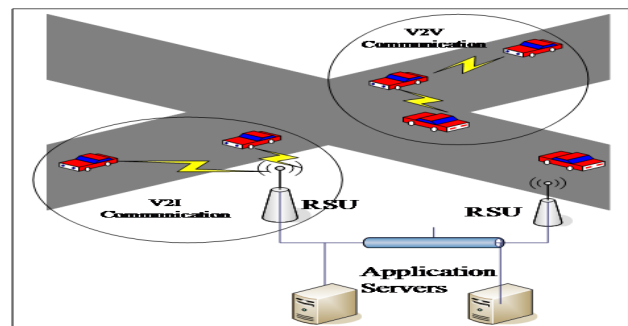 V2V
Communication
V2I
Communication
RSU
RSU
Application
Servers